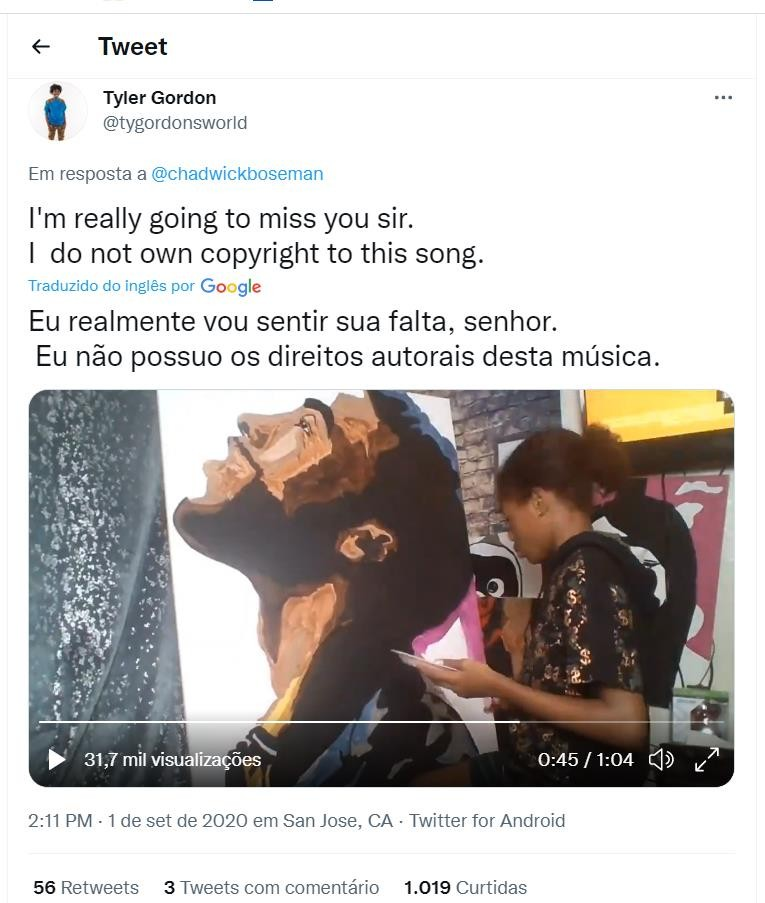 Tweet
Tyler Gordon
@tygordonsworld
Em resposta a @chadwickboseman
I'm really going to miss you sir.
I do not own copyright to this song.
Traduzido do inglês por Google
Eu realmente vou sentir sua falta, senhor.
Eu não possuo os direitos autorais desta música.
31,7 mil visualizações
0:45 / 1:04
2:11 PM · 1 de set de 2020 em San Jose, CA · Twitter for Android
56 Retweets 3 Tweets com comentário 1.019 Curtidas